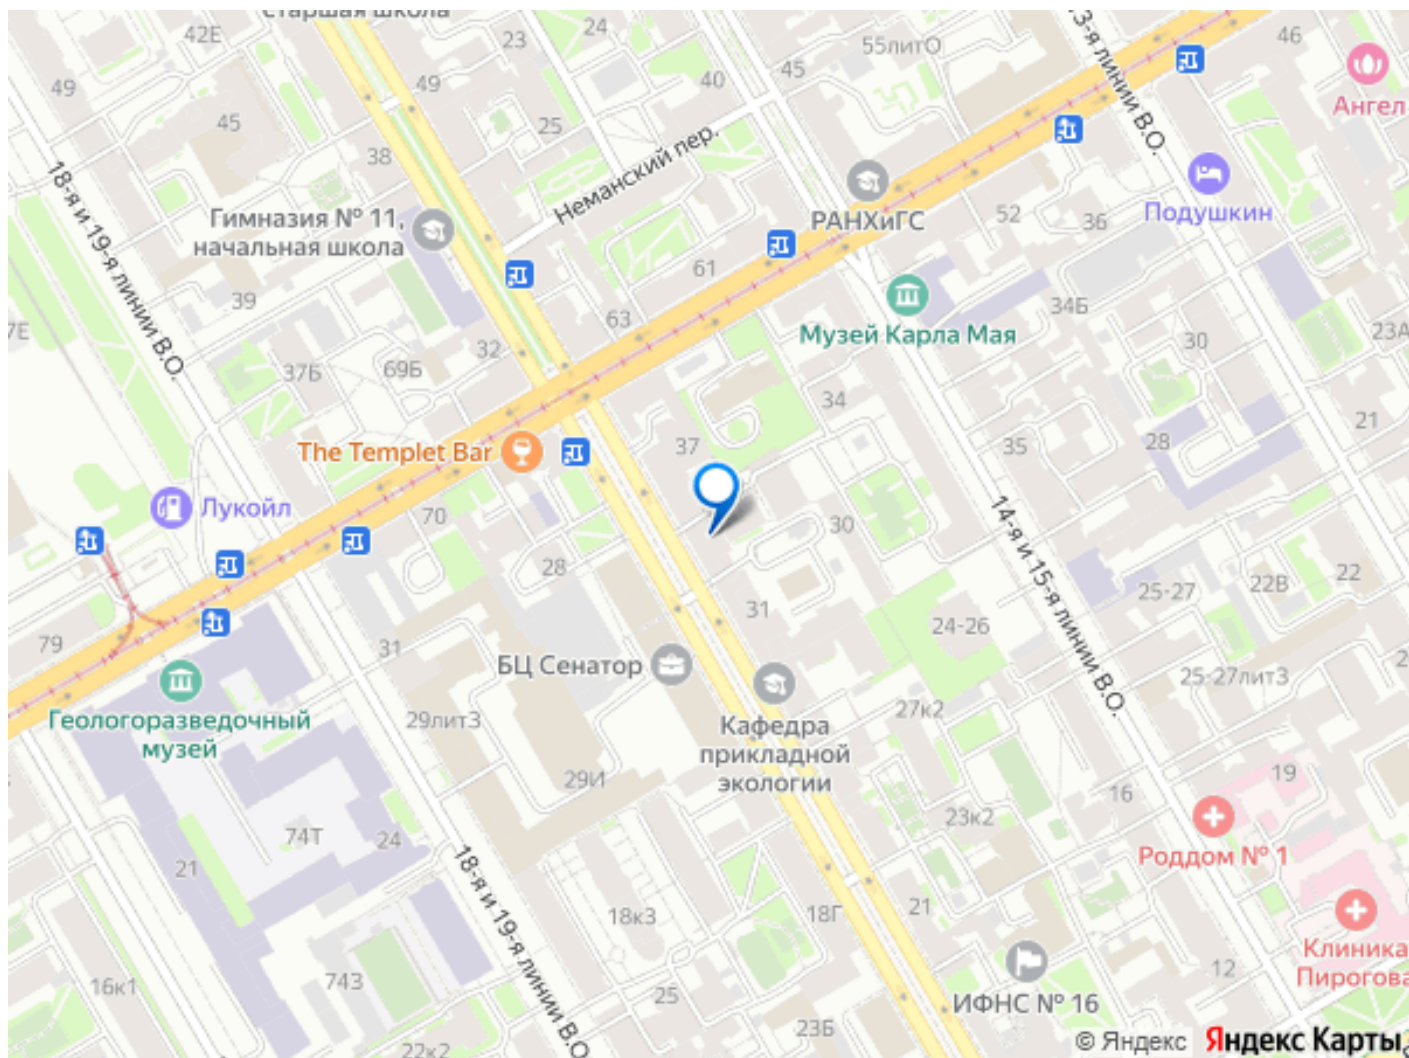 старшая школа
42Е
23
24
55литО
46
49
49
40
45
Ангел
45
25
13-я линии В.О.
38
Неманский пер.
18-я и 19-я линии В.О.
Гимназия № 11,
начальная школа
РАНХиГС
52
36
Подушкин
61
39
63
34Б
7Е
Музей Карла Мая
23А
32
30
37Б
69Б
34
21
37
35
28
The Templet Bar
Лукойл
70
30
14-я и 15-я линии В.О.
28
22
22В
25-27
31
24-26
79
31
БЦ Сенатор
25-27литЗ
Геологоразведочный
музей
29литЗ
27к2
Кафедра
прикладной
экологии
29И
19
16
23к2
74Т
24
Роддом № 1
21
18-я и 19-я линии В.О.
18к3
18Г
21
Клиника
Пирогова
12
74З
16к1
25
ИФНС № 16
23Б
22к2
© Яндекс Яндекс Карты